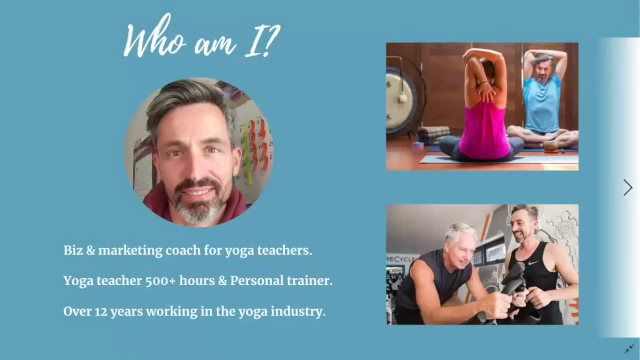 Who am I?
Biz & marketing coach for yoga teachers.
Yoga teacher 500+ hours & Personal trainer.
Over 12 years working in the yoga industry.
RECYCLE